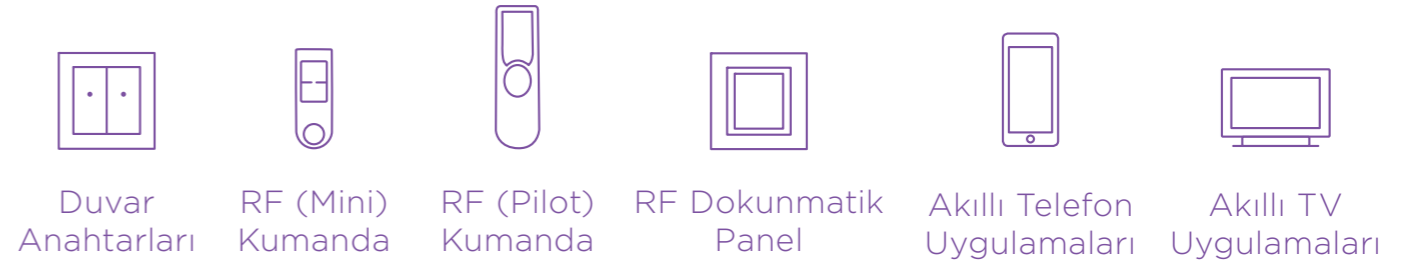 Duvar
Anahtarları
RF (Mini)
Kumanda
RF (Pilot)
Kumanda
RF Dokunmatik
Panel
Akıllı Telefon
Uygulamaları
Akıllı TV
Uygulamaları